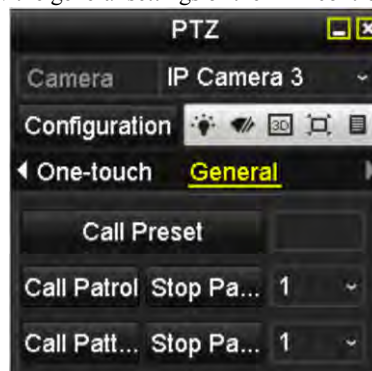 PTZ
Camera IP Camera 3
Configuration 3D
One-touch General
Call Preset
Call Patrol Stop Pa... 1
Call Patt... Stop Pa... 1